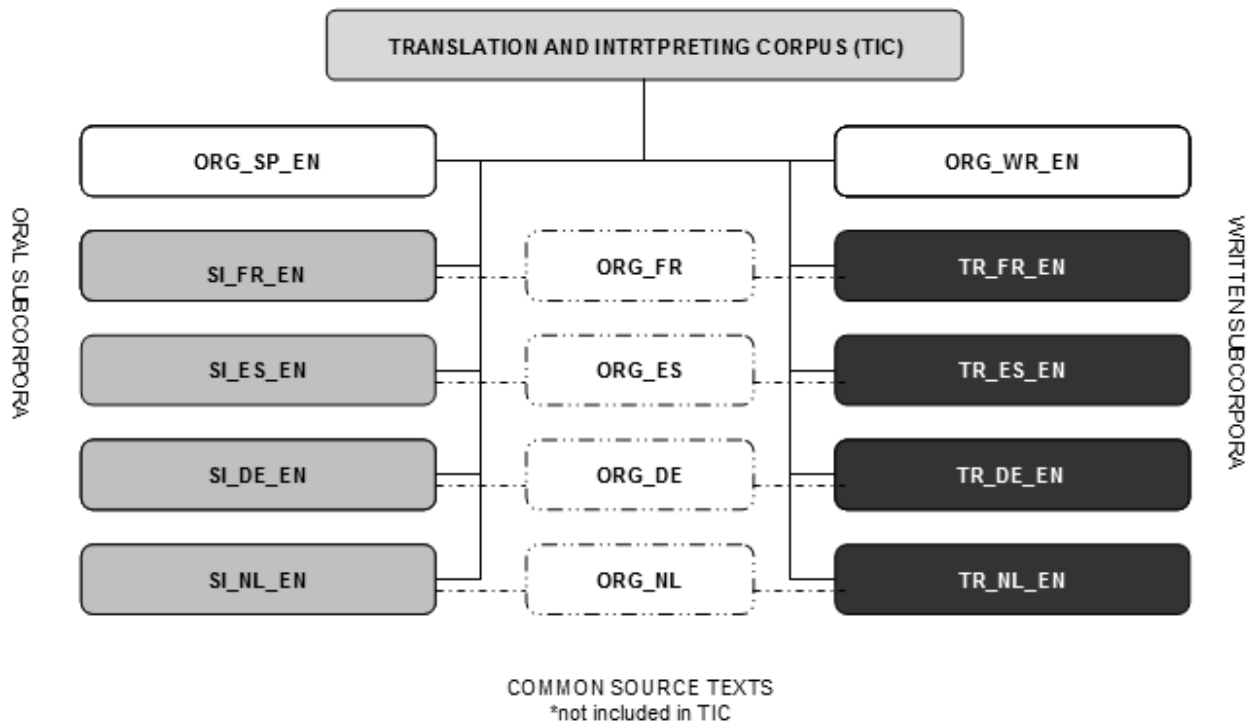 TRANSLATION AND INTRTPRETING CORPUS (TIC)
ORG_SP_EN
ORG_WR_EN
ORAL SUBCORPORA
WRITTEN SUBCORPORA
SI_FR_EN
ORG_FR
TR_FR_EN
SI_ES_EN
ORG_ES
TR_ES_EN
SI_DE_EN
ORG_DE
TR_DE_EN
SI_NL_EN
ORG_NL
TR_NL_EN
COMMON SOURCE TEXTS
*not included in TIC